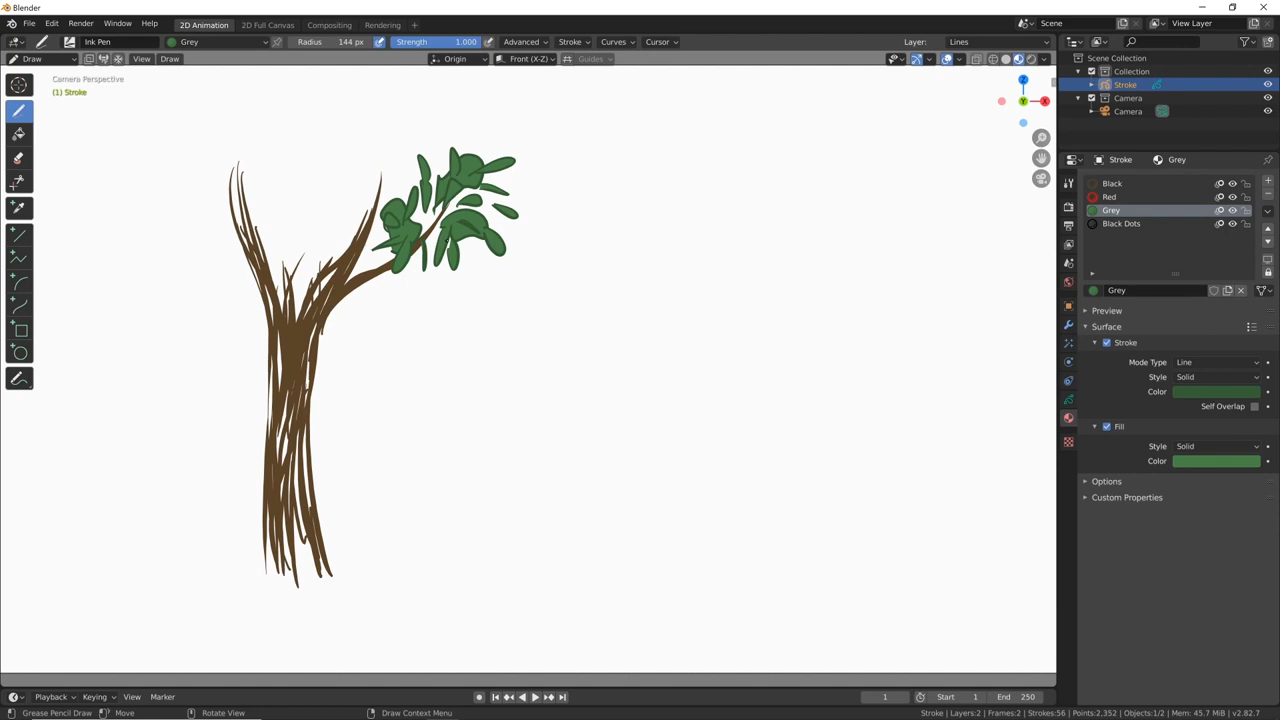 Blender
File Edit Render Window Help 2D Animation 2D Full Canvas Compositing Rendering + Scene View Layer
Ink Pen Grey Radius 144 px Strength 1.000 Advanced Stroke Curves Cursor Layer: Lines
Draw View Draw Origin Front (X-Z) Guides
Scene Collection
Collection
Stroke
Camera
Camera
Camera Perspective
(1) Stroke
Z
Y
X
Stroke Grey
Black
Red
Grey
Black Dots
Grey
Preview
Surface
Stroke
Mode Type Line
Style Solid
Color
Self Overlap
Fill
Style Solid
Color
Options
Custom Properties
Playback Keying View Marker 1 Start 1 End 250
Grease Pencil Draw Move Rotate View Draw Context Menu Stroke | Layers:2 | Frames:2 | Strokes:56 | Points:2,352 | Objects:1/2 | Mem: 45.7 MiB | v2.82.7